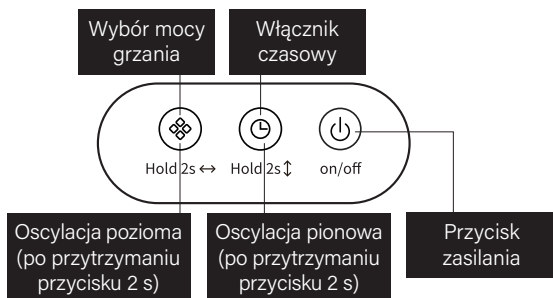 Wybór mocy
grzania
Włącznik
czasowy
Hold 2s ↔
Hold 2s ↕
on/off
Oscylacja pozioma
(po przytrzymaniu
przycisku 2 s)
Oscylacja pionowa
(po przytrzymaniu
przycisku 2 s)
Przycisk
zasilania